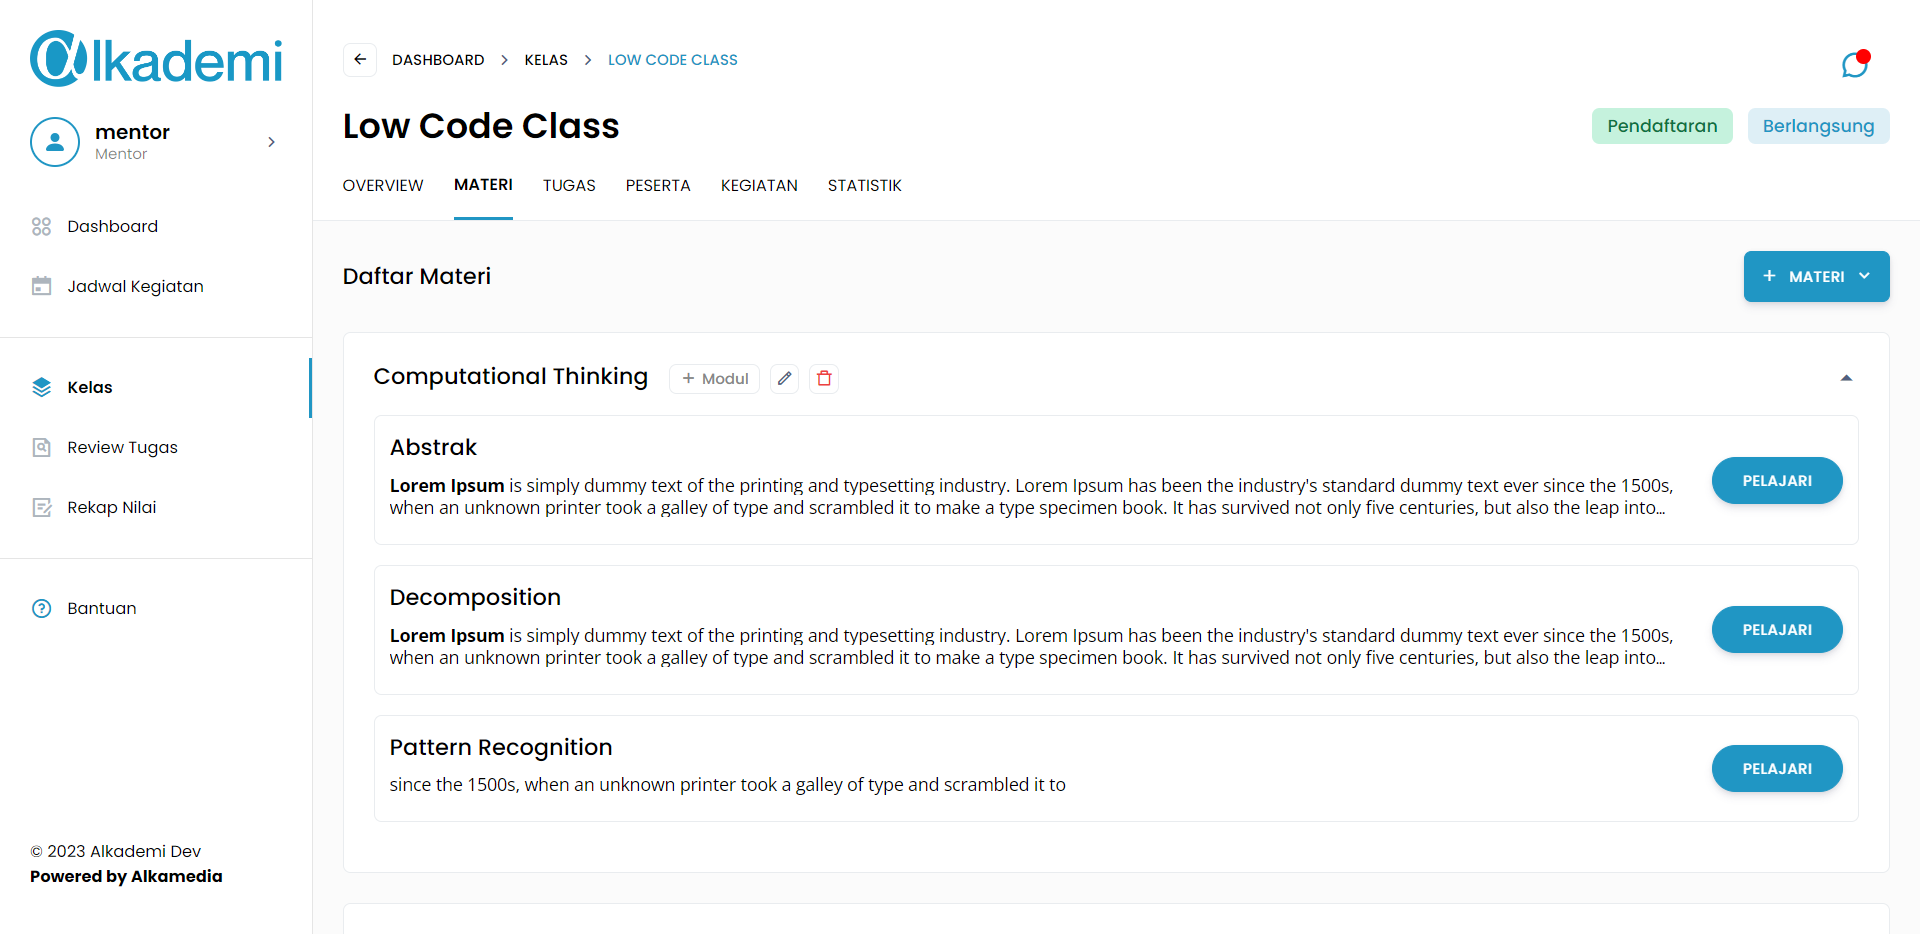 Alkademi
mentor
Mentor
Dashboard
Jadwal Kegiatan
Kelas
Review Tugas
Rekap Nilai
Bantuan
© 2023 Alkademi Dev
Powered by Alkamedia
DASHBOARD > KELAS > LOW CODE CLASS
Low Code Class
Pendaftaran
Berlangsung
OVERVIEW MATERI TUGAS PESERTA KEGIATAN STATISTIK
Daftar Materi
+ MATERI
Computational Thinking
+ Modul
Abstrak
Lorem Ipsum is simply dummy text of the printing and typesetting industry. Lorem Ipsum has been the industry's standard dummy text ever since the 1500s,
when an unknown printer took a galley of type and scrambled it to make a type specimen book. It has survived not only five centuries, but also the leap into...
PELAJARI
Decomposition
Lorem Ipsum is simply dummy text of the printing and typesetting industry. Lorem Ipsum has been the industry's standard dummy text ever since the 1500s,
when an unknown printer took a galley of type and scrambled it to make a type specimen book. It has survived not only five centuries, but also the leap into...
PELAJARI
Pattern Recognition
since the 1500s, when an unknown printer took a galley of type and scrambled it to
PELAJARI